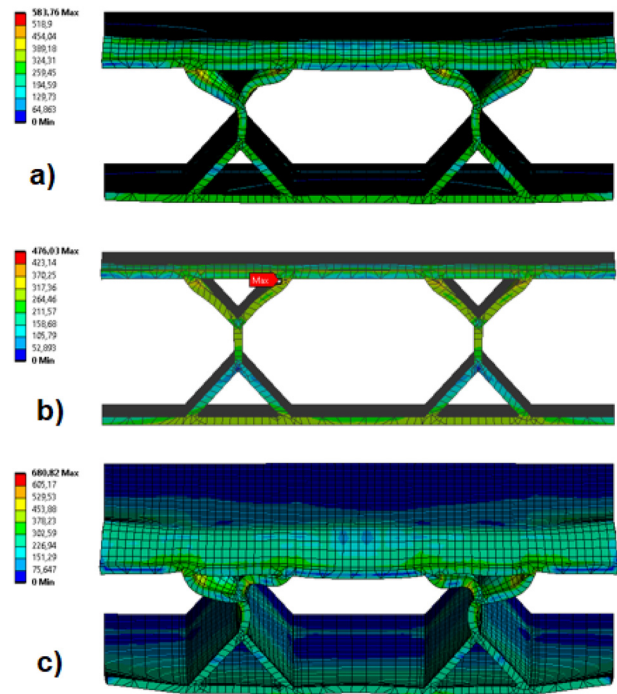 583,76 Max
518,9
454,04
389,18
324,31
259,45
194,59
129,73
64,863
0 Min
a)
476,03 Max
423,14
370,25
317,36
264,46
211,57
158,68
105,79
52,893
0 Min
Max
b)
680,82 Max
605,17
529,53
453,88
378,23
302,59
226,94
151,29
75,647
0 Min
c)